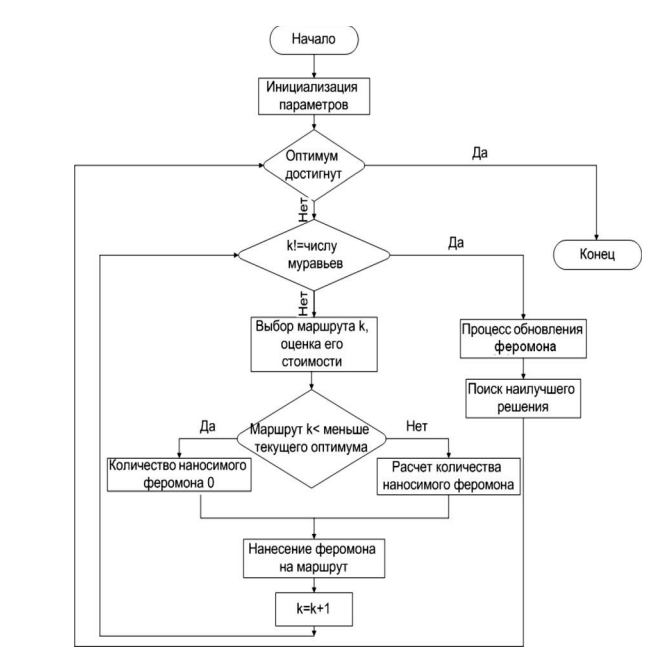 Начало
Инициализация
параметров
Оптимум
достигнут
Да
Нет
k!=числу
муравьев
Да
Конец
Нет
Выбор маршрута k,
оценка его
стоимости
Процесс обновления
феромона
Поиск наилучшего
решения
Маршрут k< меньше
текущего оптимума
Да
Нет
Количество наносимого
феромона 0
Расчет количества
наносимого феромона
Нанесение феромона
на маршрут
k=k+1